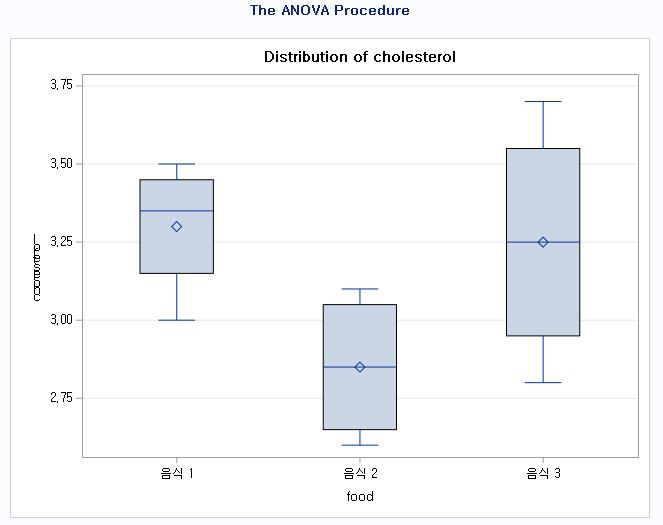 The ANOVA Procedure
Distribution of cholesterol
3,75
3,50
3,25
3,00
2,75
음식 1
음식 2
음식 3
food